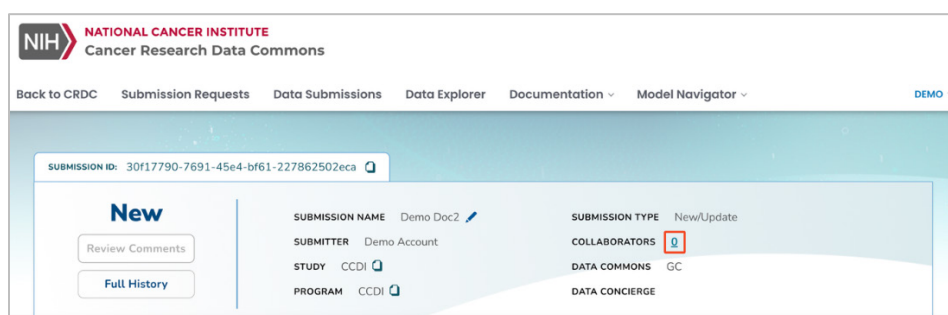 NIH NATIONAL CANCER INSTITUTE
Cancer Research Data Commons
Back to CRDC Submission Requests Data Submissions Data Explorer Documentation Model Navigator DEMO
SUBMISSION ID: 30f17790-7691-45e4-bf61-227862502eca
New
Review Comments
Full History
SUBMISSION NAME Demo Doc2
SUBMITTER Demo Account
STUDY CCDI
PROGRAM CCDI
SUBMISSION TYPE New/Update
COLLABORATORS 0
DATA COMMONS GC
DATA CONCIERGE